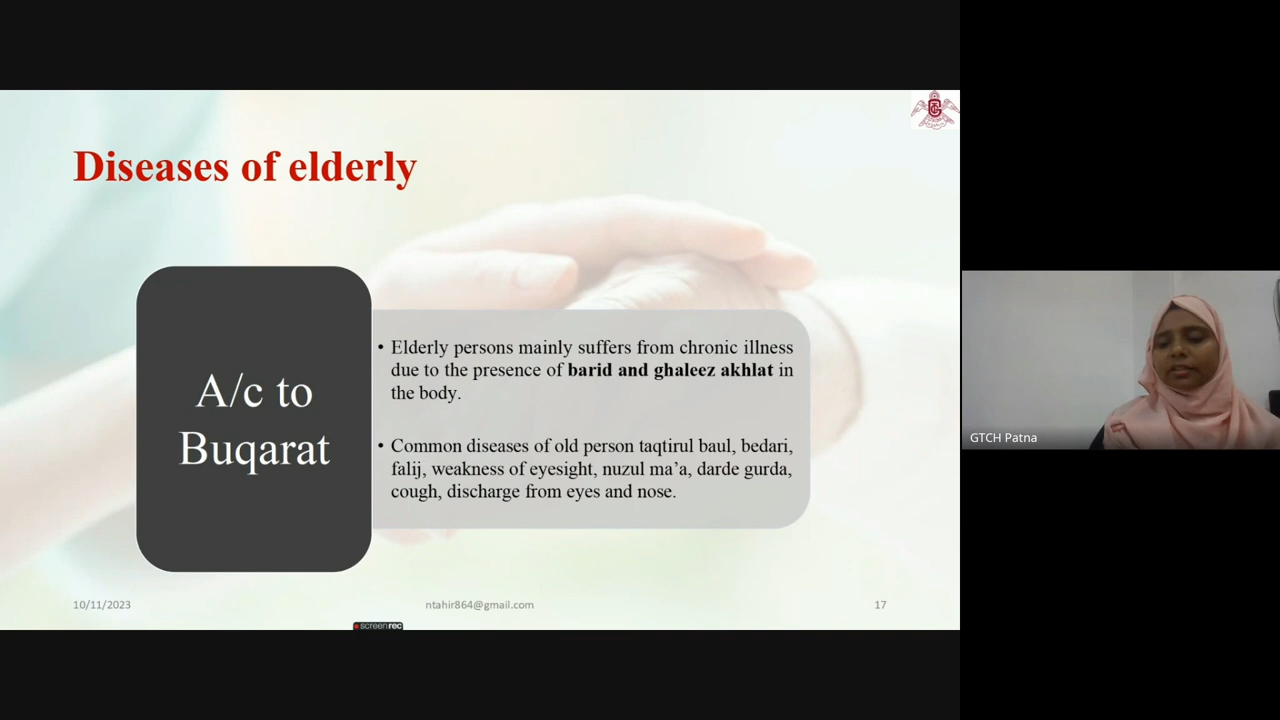 Diseases of elderly
A/c to
Buqarat
• Elderly persons mainly suffers from chronic illness
due to the presence of barid and ghaleez akhlat in
the body.
• Common diseases of old person taqtirul baul, bedari,
falij, weakness of eyesight, nuzul ma’a, darde gurda,
cough, discharge from eyes and nose.
10/11/2023
ntahir864@gmail.com
17
screenrec
GTCH Patna